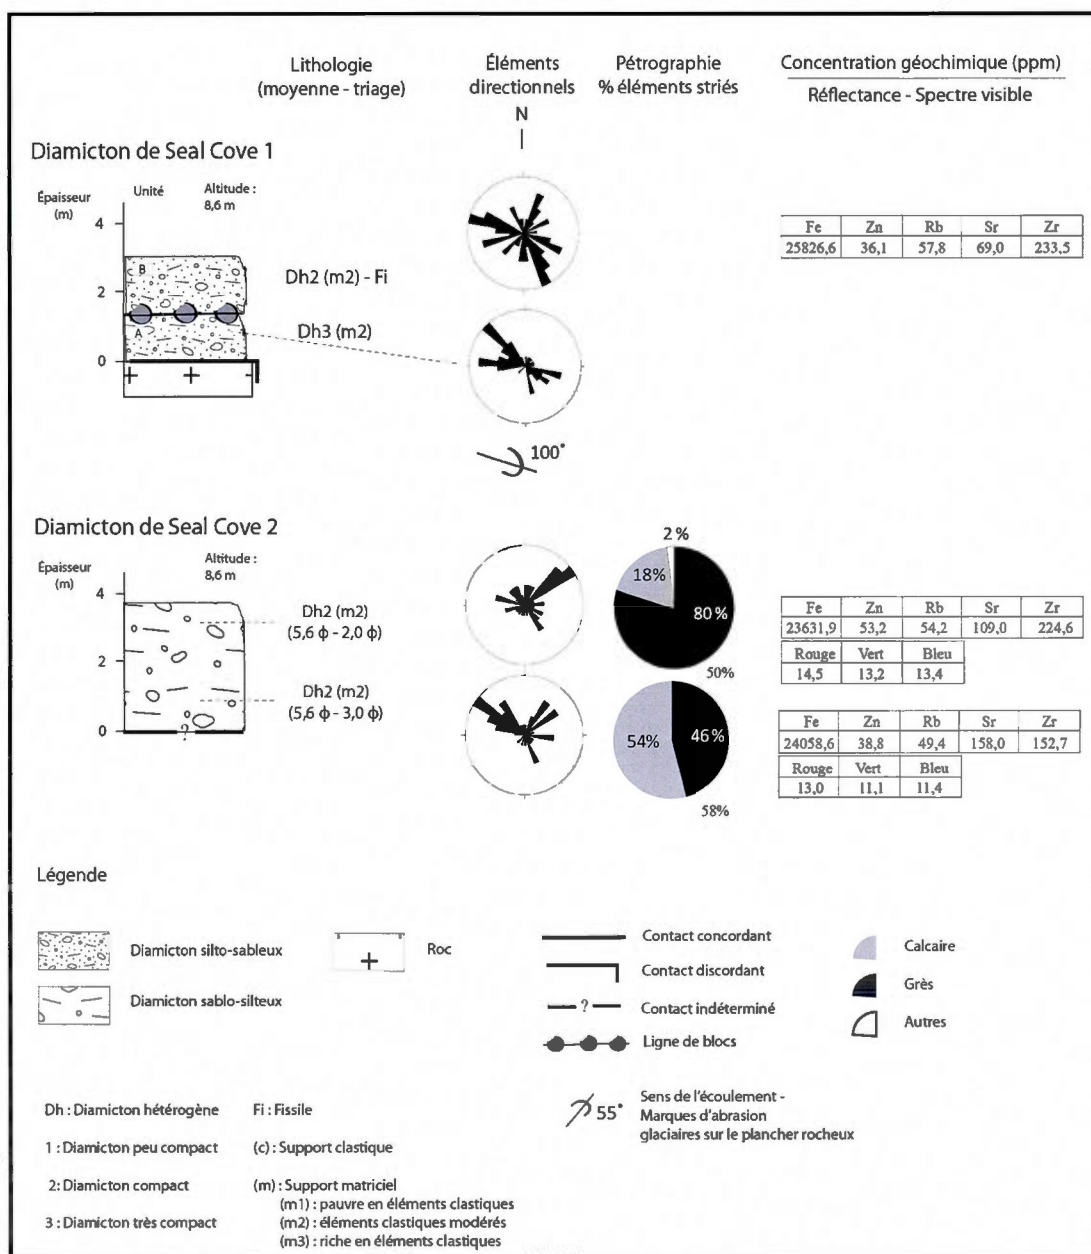 Lithologie
(moyenne - triage)
Éléments
directionnels
N
Pétrographie
% éléments striés
Concentration géochimique (ppm)
Réflectance - Spectre visible
Diamicton de Seal Cove 1
Épaisseur
(m)
Unité
Altitude :
8,6 m
4
2
0
B
A
Dh2 (m2) - Fi
Dh3 (m2)
100°
Fe Zn Rb Sr Zr
25826,6 36,1 57,8 69,0 233,5
Diamicton de Seal Cove 2
Épaisseur
(m)
Altitude :
8,6 m
4
2
0
?
Dh2 (m2)
(5,6 ϕ - 2,0 ϕ)
Dh2 (m2)
(5,6 ϕ - 3,0 ϕ)
2 %
18%
80 %
50%
54%
46 %
58%
Fe Zn Rb Sr Zr
23631,9 53,2 54,2 109,0 224,6
Rouge Vert Bleu
14,5 13,2 13,4
Fe Zn Rb Sr Zr
24058,6 38,8 49,4 158,0 152,7
Rouge Vert Bleu
13,0 11,1 11,4
Légende
Diamicton silto-sableux
Diamicton sablo-silteux
Roc
Contact concordant
Contact discordant
? Contact indéterminé
Ligne de blocs
Calcaire
Grès
Autres
55°
Sens de l'écoulement -
Marques d'abrasion
glaciaires sur le plancher rocheux
Dh : Diamicton hétérogène
1 : Diamicton peu compact
2: Diamicton compact
3 : Diamicton très compact
Fi : Fissile
(c) : Support clastique
(m) : Support matriciel
(m1) : pauvre en éléments clastiques
(m2) : éléments clastiques modérés
(m3) : riche en éléments clastiques